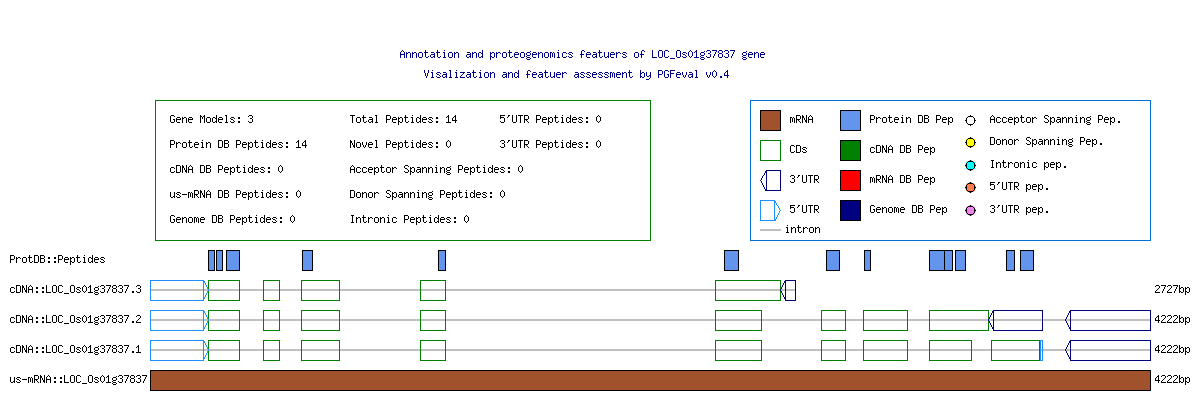 Annotation and proteogenomics featuers of LOC_Os01g37837 gene
Visalization and featuer assessment by PGFeval v0.4
Gene Models: 3
Total Peptides: 14
5'UTR Peptides: 0
Protein DB Peptides: 14
Novel Peptides: 0
3'UTR Peptides: 0
cDNA DB Peptides: 0
Acceptor Spanning Peptides: 0
us-mRNA DB Peptides: 0
Donor Spanning Peptides: 0
Genome DB Peptides: 0
Intronic Peptides: 0
mRNA
Protein DB Pep
Acceptor Spanning Pep.
CDs
cDNA DB Pep
Donor Spanning Pep.
3'UTR
mRNA DB Pep
Intronic pep.
5'UTR
Genome DB Pep
5'UTR pep.
3'UTR pep.
intron
ProtDB::Peptides
cDNA::LOC_Os01g37837.3
2727bp
cDNA::LOC_Os01g37837.2
4222bp
cDNA::LOC_Os01g37837.1
4222bp
us-mRNA::LOC_Os01g37837
4222bp